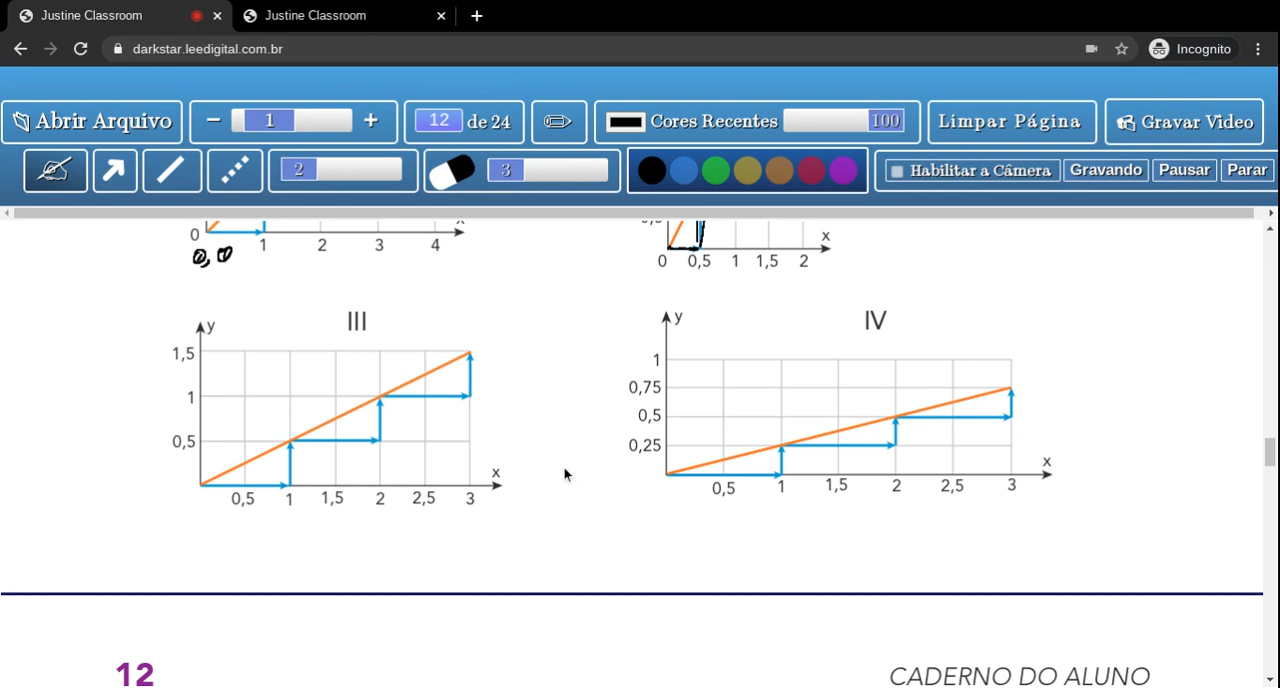 Justine Classroom
Justine Classroom
darkstar.leedigital.com.br
Incognito
Abrir Arquivo
− 1 +
12 de 24
Cores Recentes 100
Limpar Página
Gravar Video
2
3
Habilitar a Câmera
Gravando
Pausar
Parar
0 1 2 3 4
0,0
x
0 0,5 1 1,5 2
III
y
1,5
1
0,5
x
0,5 1 1,5 2 2,5 3
IV
y
1
0,75
0,5
0,25
x
0,5 1 1,5 2 2,5 3
12
CADERNO DO ALUNO